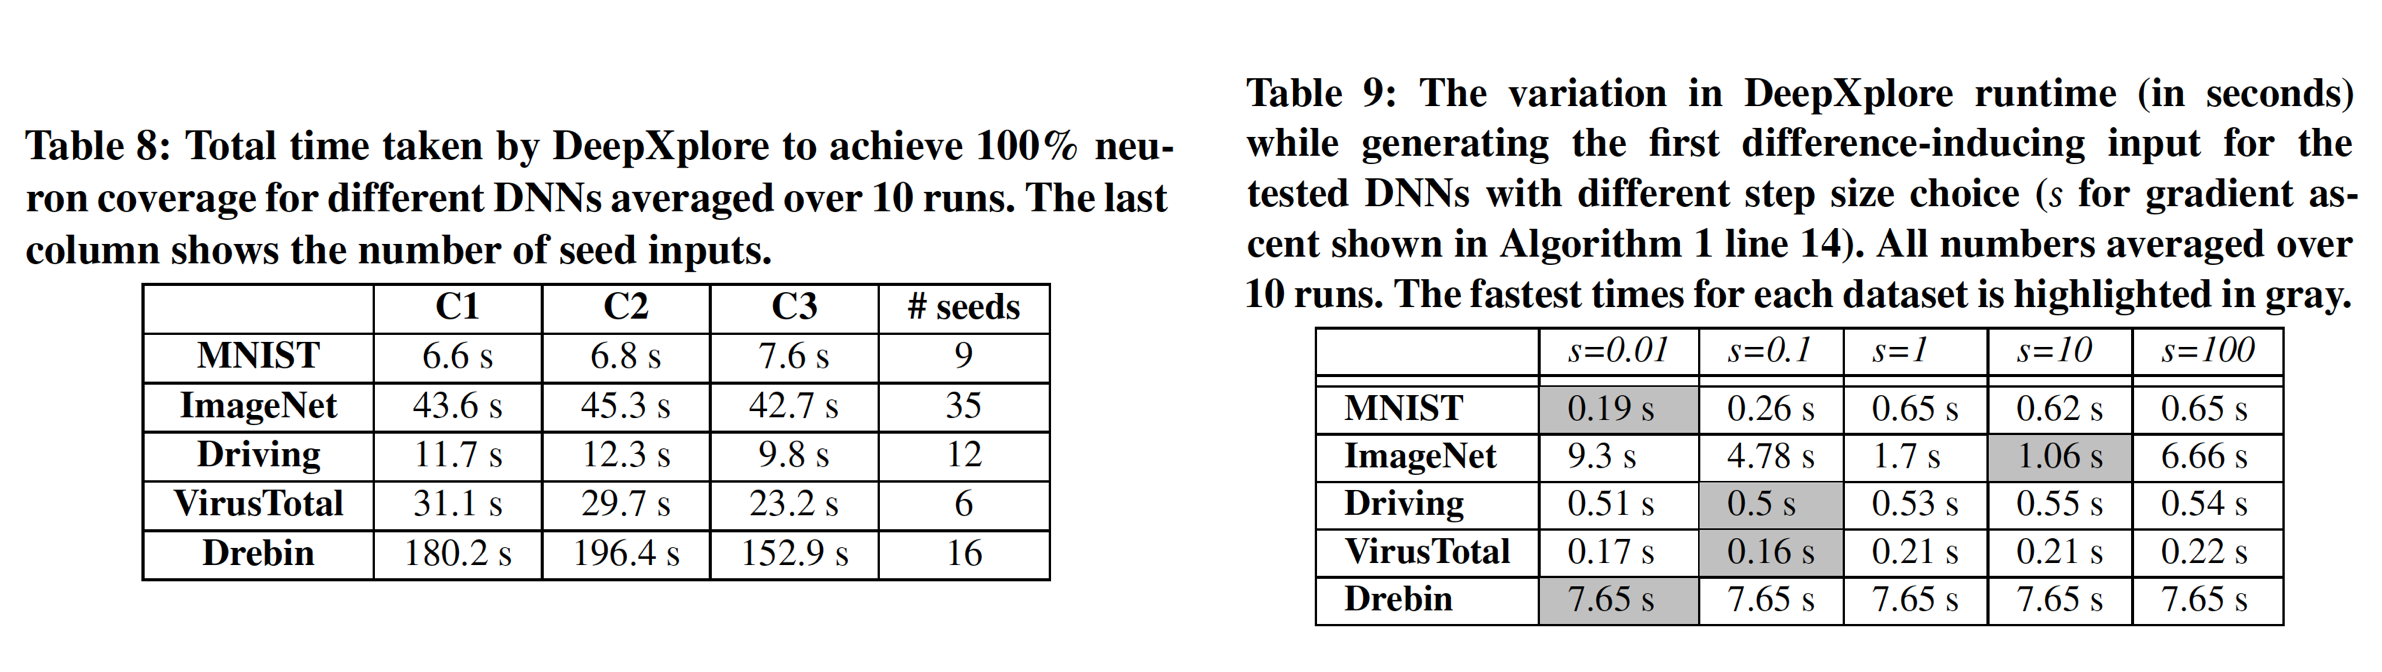 Table 8: Total time taken by DeepXplore to achieve 100% neu-
ron coverage for different DNNs averaged over 10 runs. The last
column shows the number of seed inputs.
C1 C2 C3 # seeds
MNIST 6.6 s 6.8 s 7.6 s 9
ImageNet 43.6 s 45.3 s 42.7 s 35
Driving 11.7 s 12.3 s 9.8 s 12
VirusTotal 31.1 s 29.7 s 23.2 s 6
Drebin 180.2 s 196.4 s 152.9 s 16
Table 9: The variation in DeepXplore runtime (in seconds)
while generating the first difference-inducing input for the
tested DNNs with different step size choice (s for gradient as-
cent shown in Algorithm 1 line 14). All numbers averaged over
10 runs. The fastest times for each dataset is highlighted in gray.
s=0.01 s=0.1 s=1 s=10 s=100
MNIST 0.19 s 0.26 s 0.65 s 0.62 s 0.65 s
ImageNet 9.3 s 4.78 s 1.7 s 1.06 s 6.66 s
Driving 0.51 s 0.5 s 0.53 s 0.55 s 0.54 s
VirusTotal 0.17 s 0.16 s 0.21 s 0.21 s 0.22 s
Drebin 7.65 s 7.65 s 7.65 s 7.65 s 7.65 s